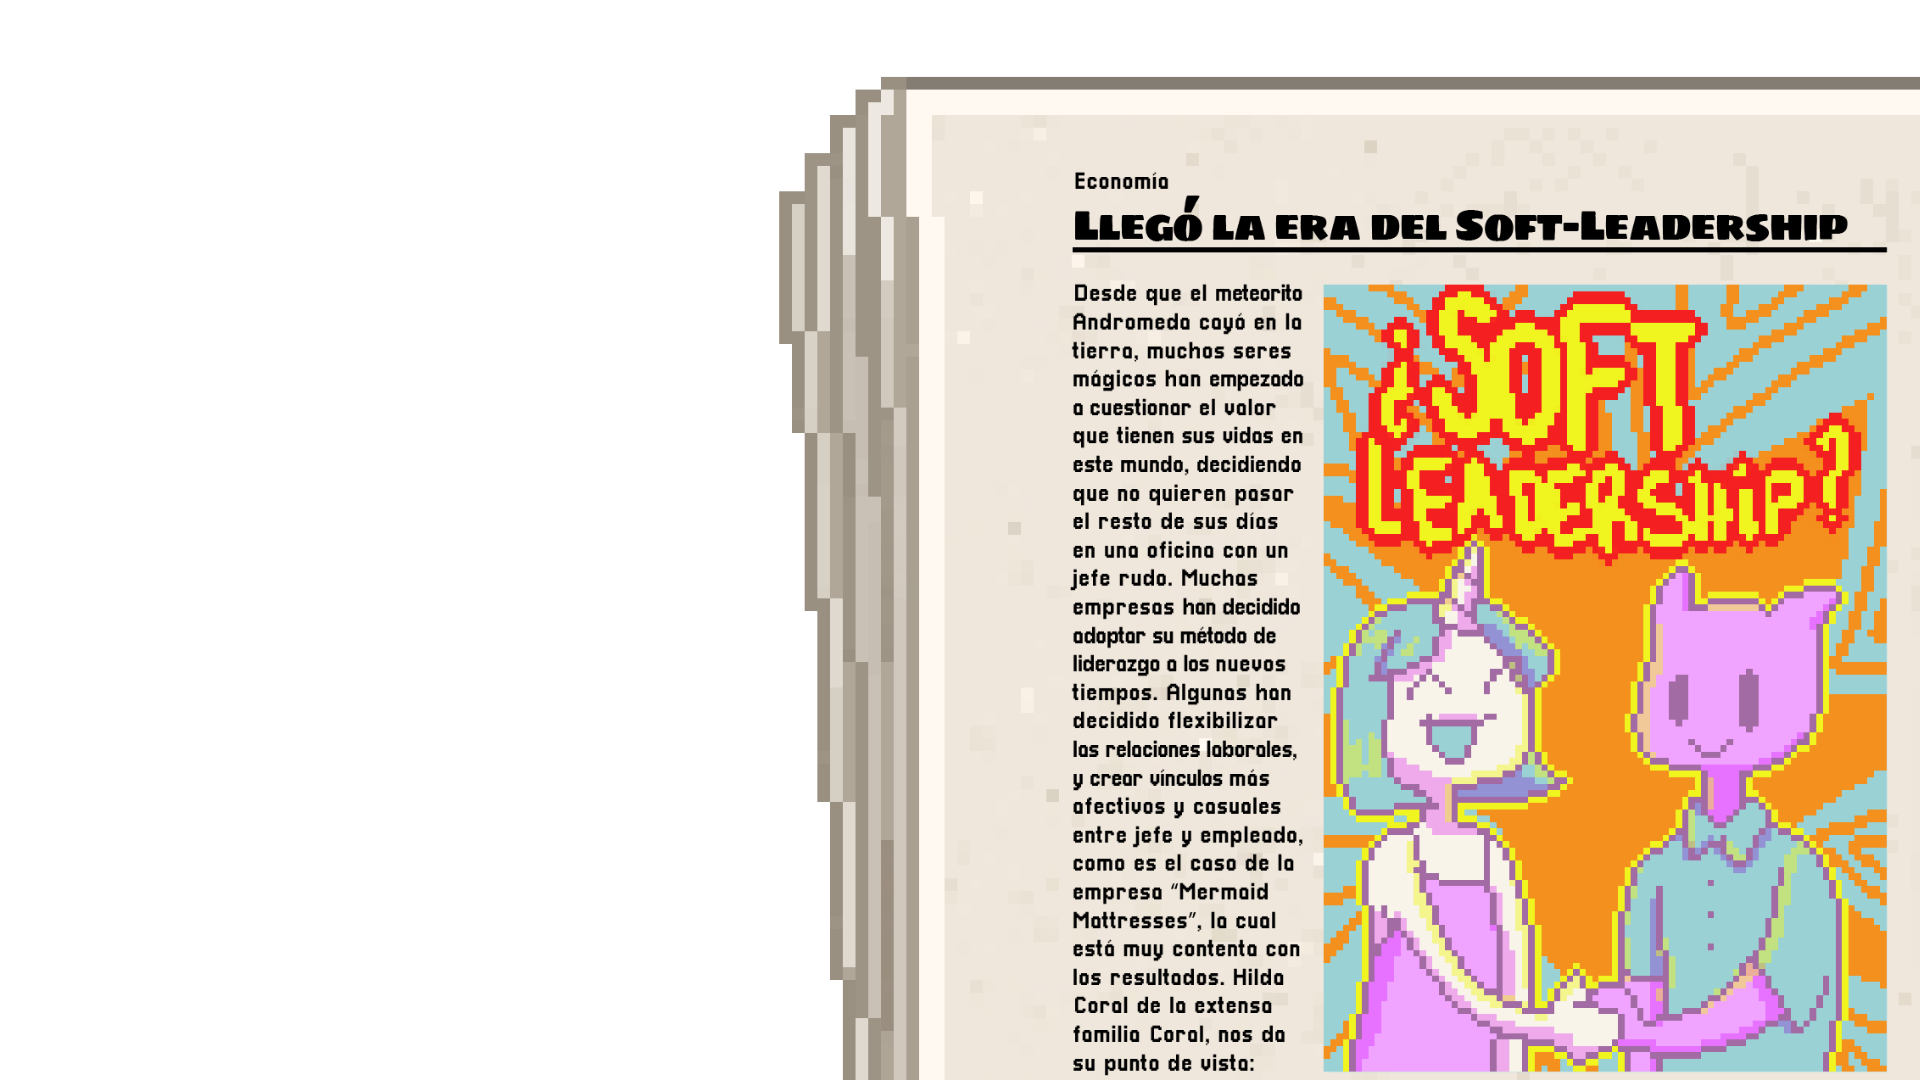 Economía
Llegó la era del Soft-Leadership
Desde que el meteorito
Andromeda cayó en la
tierra, muchos seres
mágicos han empezado
a cuestionar el valor
que tienen sus vidas en
este mundo, decidiendo
que no quieren pasar
el resto de sus días
en una oficina con un
jefe rudo. Muchas
empresas han decidido
adoptar su método de
liderazgo a los nuevos
tiempos. Algunas han
decidido flexibilizar
las relaciones laborales,
y crear vínculos más
afectivos y casuales
entre jefe y empleado,
como es el caso de la
empresa “Mermaid
Mattresses”, la cual
está muy contenta con
los resultados. Hilda
Coral de la extensa
familia Coral, nos da
su punto de vista:
¿SOFT
LEADERSHIP?